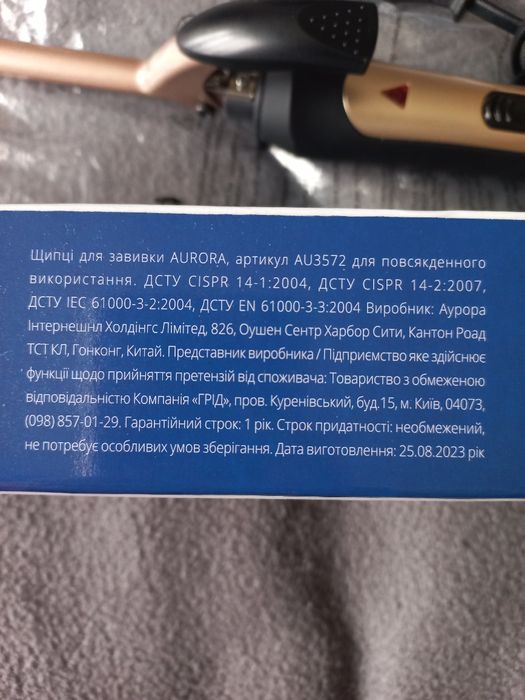 Щипці для завивки AURORA, артикул AU3572 для повсякденного
використання. ДСТУ CISPR 14-1:2004, ДСТУ CISPR 14-2:2007,
ДСТУ IEC 61000-3-2:2004, ДСТУ EN 61000-3-3:2004 Виробник: Аурора
Інтернешнл Холдінгс Лімітед, 826, Оушен Сентр Харбор Сити, Кантон Роад
ТСТ КЛ, Гонконг, Китай. Представник виробника / Підприємство яке здійснює
функції щодо прийняття претензій від споживача: Товариство з обмеженою
відповідальністю Компанія «ГРІД», пров. Куренівський, буд.15, м. Київ, 04073,
(098) 857-01-29. Гарантійний строк: 1 рік. Строк придатності: необмежений,
не потребує особливих умов зберігання. Дата виготовлення: 25.08.2023 рік